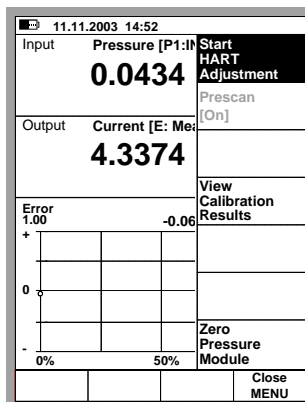 11.11.2003 14:52
Input
Pressure [P1:IN
0.0434
Output
Current [E: Mea
4.3374
Error
1.00
-0.06
+
0
-
0%
50%
Start
HART
Adjustment
Prescan
[On]
View
Calibration
Results
Zero
Pressure
Module
Close
MENU